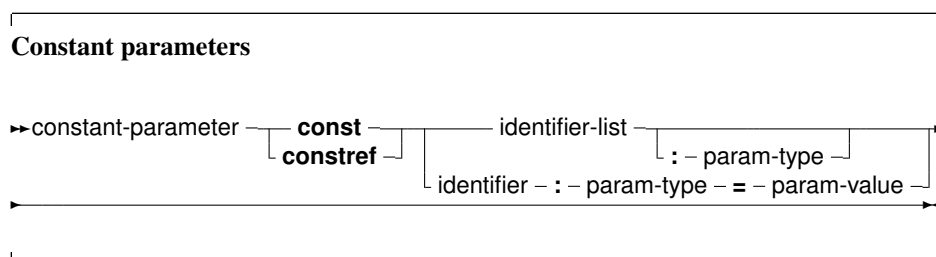 Constant parameters
constant-parameter const identifier-list
constref : param-type
identifier : param-type = param-value